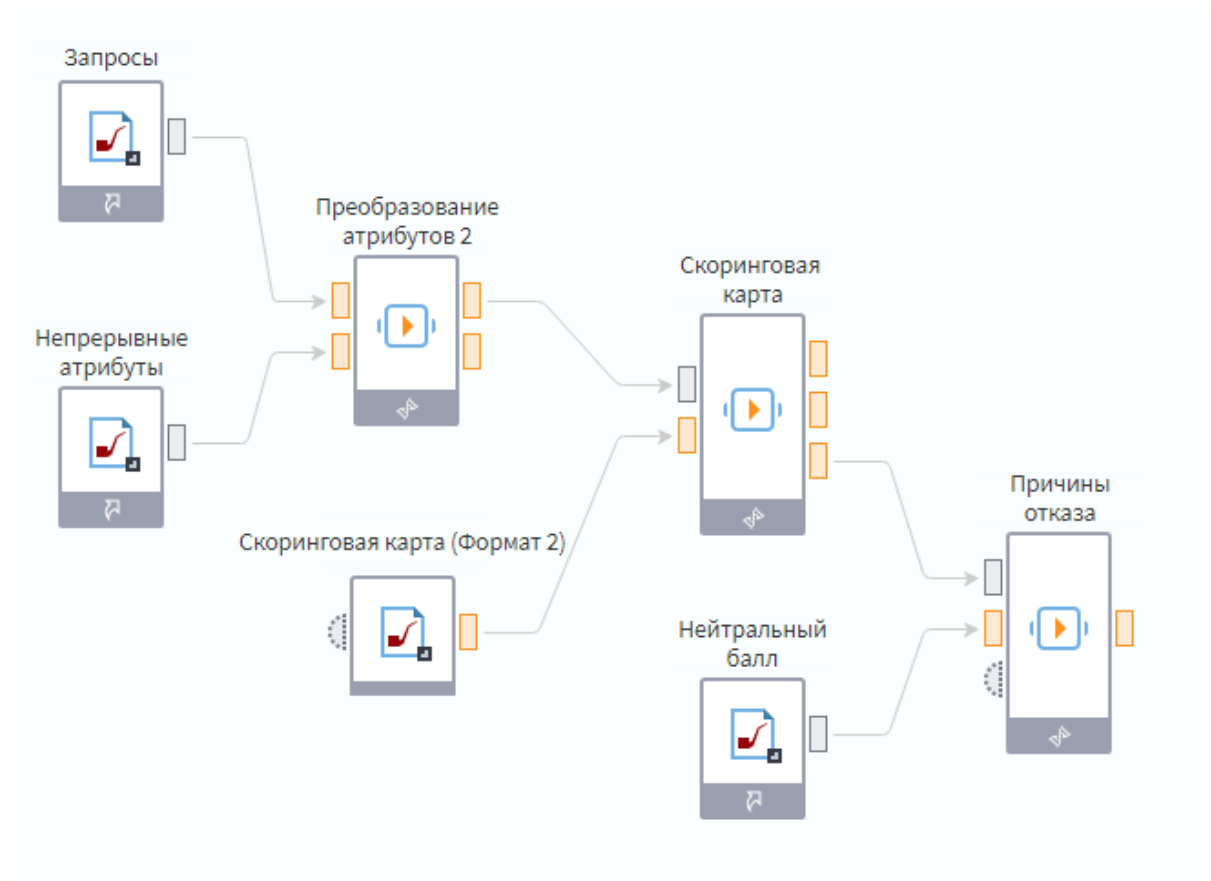 Запросы
Преобразование
атрибутов 2
Скоринговая
карта
Непрерывные
атрибуты
Причины
отказа
Скоринговая карта (Формат 2)
Нейтральный
балл